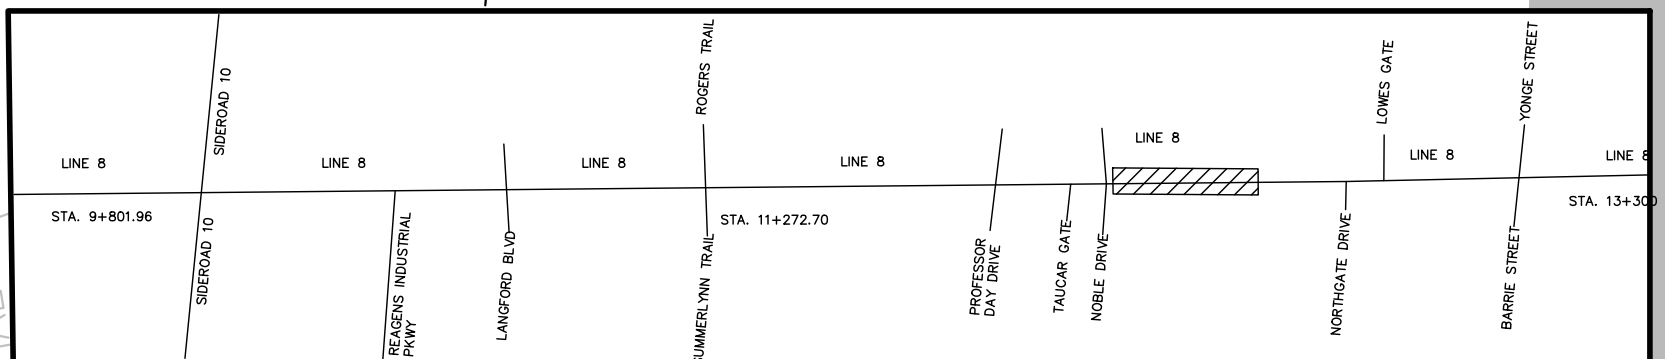 SIDEROAD 10
ROGERS TRAIL
LOWES GATE
YONGE STREET
LINE 8
LINE 8
LINE 8
LINE 8
LINE 8
LINE 8
LINE 8
STA. 9+801.96
STA. 11+272.70
STA. 13+300
SIDEROAD 10
REAGENS INDUSTRIAL
PKWY
LANGFORD BLVD
SUMMERLYNN TRAIL
PROFESSOR
DAY DRIVE
TAUCAR GATE
NOBLE DRIVE
NORTHGATE DRIVE
BARRIE STREET